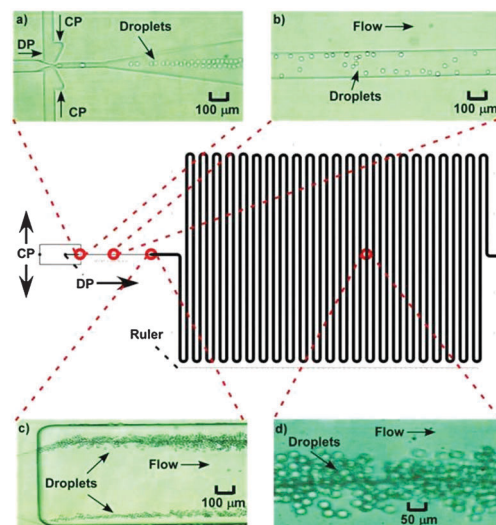 a)
CP
Droplets
DP
CP
100 µm
b)
Flow
Droplets
100 µm
CP
DP
Ruler
c)
Flow
Droplets
100 µm
d)
Flow
Droplets
50 µm